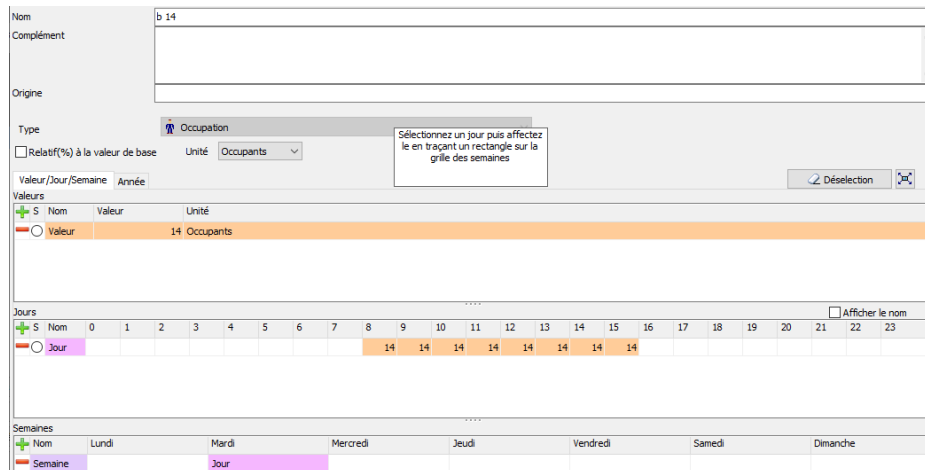 Nom b 14
Complément
Origine
Type Occupation
Sélectionnez un jour puis affectez
le en traçant un rectangle sur la
grille des semaines
Relatif(%) à la valeur de base Unité Occupants
Valeur/Jour/Semaine Année Déselection
Valeurs
S Nom Valeur Unité
Valeur 14 Occupants
Jours Afficher le nom
S Nom 0 1 2 3 4 5 6 7 8 9 10 11 12 13 14 15 16 17 18 19 20 21 22 23
Jour 14 14 14 14 14 14 14 14
Semaines
Nom Lundi Mardi Mercredi Jeudi Vendredi Samedi Dimanche
Semaine Jour